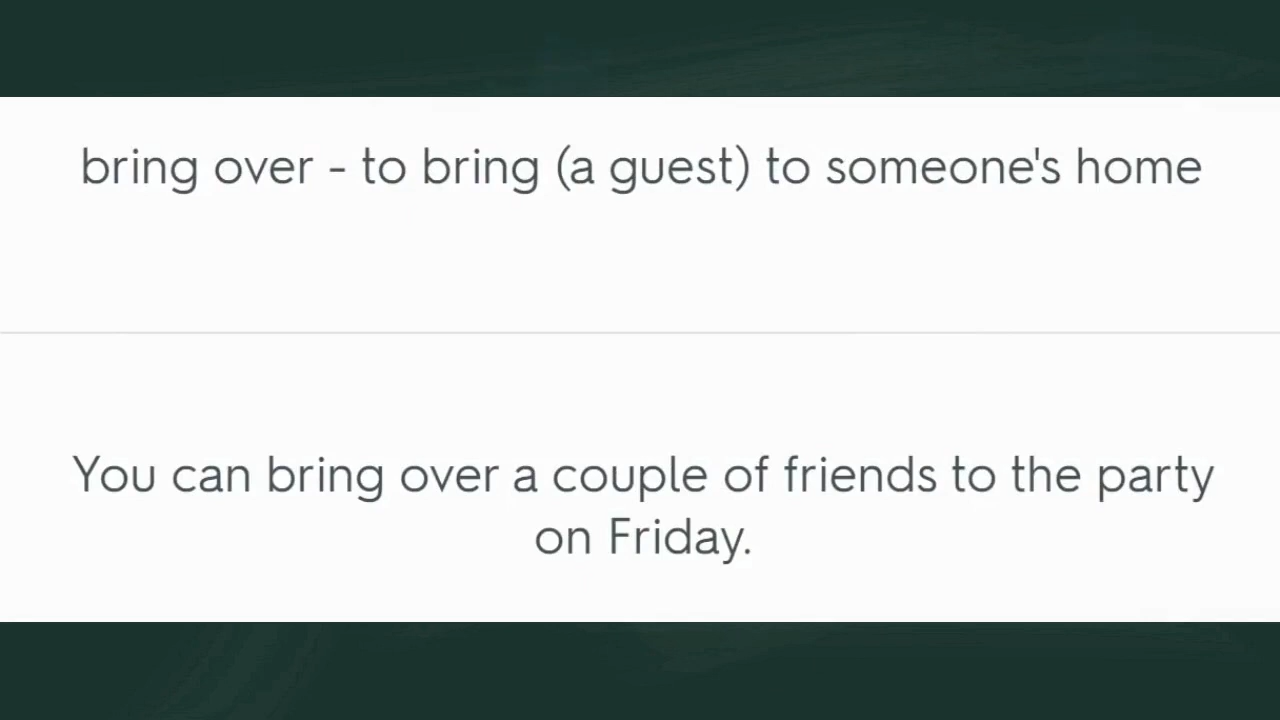 bring over - to bring (a guest) to someone's home
You can bring over a couple of friends to the party
on Friday.